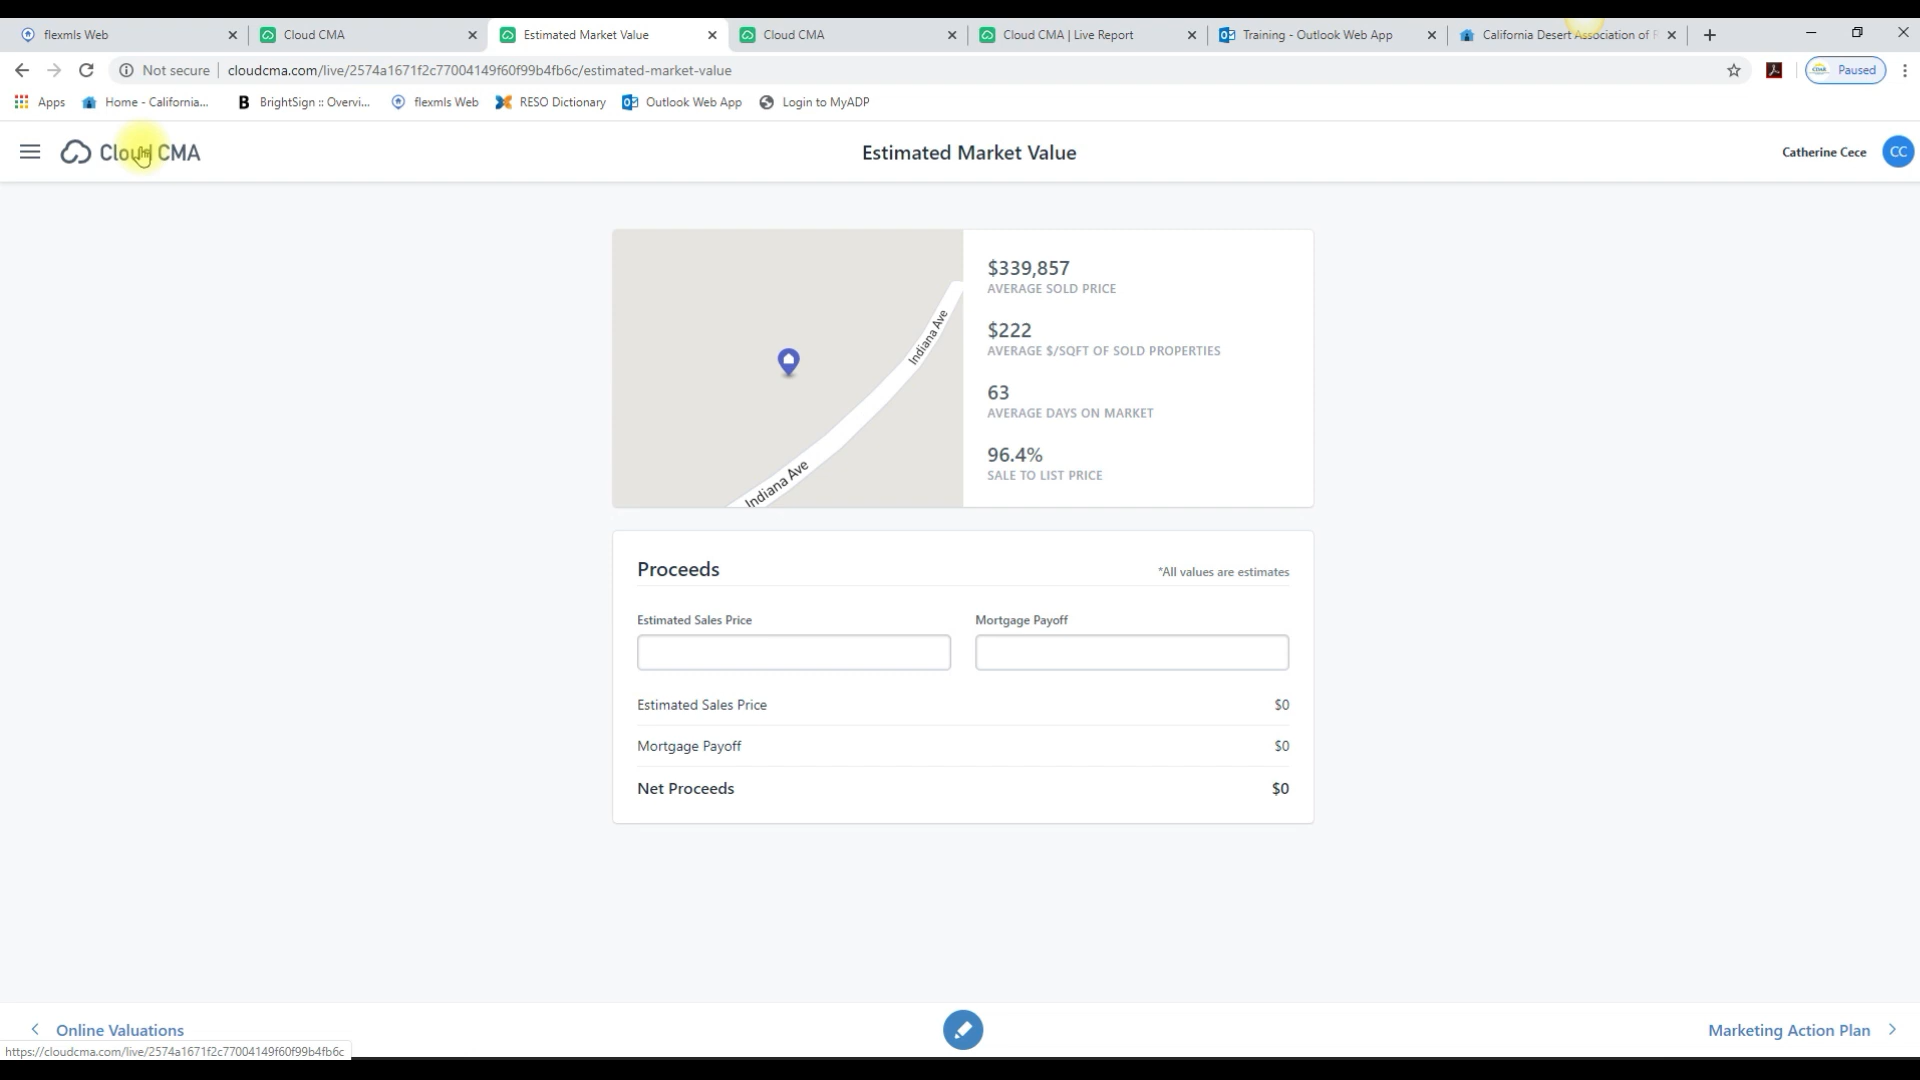 flexmls Web
Cloud CMA
Estimated Market Value
Cloud CMA
Cloud CMA | Live Report
Training - Outlook Web App
California Desert Association of
Not secure
cloudcma.com/live/2574a1671f2c77004149f60f99b4fb6c/estimated-market-value
Paused
Apps
Home - California...
BrightSign :: Overvi...
flexmls Web
RESO Dictionary
Outlook Web App
Login to MyADP
Cloud CMA
Estimated Market Value
Catherine Cece
CC
Indiana Ave
Indiana Ave
$339,857
AVERAGE SOLD PRICE
$222
AVERAGE $/SQFT OF SOLD PROPERTIES
63
AVERAGE DAYS ON MARKET
96.4%
SALE TO LIST PRICE
Proceeds
*All values are estimates
Estimated Sales Price
Mortgage Payoff
Estimated Sales Price
$0
Mortgage Payoff
$0
Net Proceeds
$0
Online Valuations
Marketing Action Plan
https://cloudcma.com/live/2574a1671f2c77004149f60f99b4fb6c